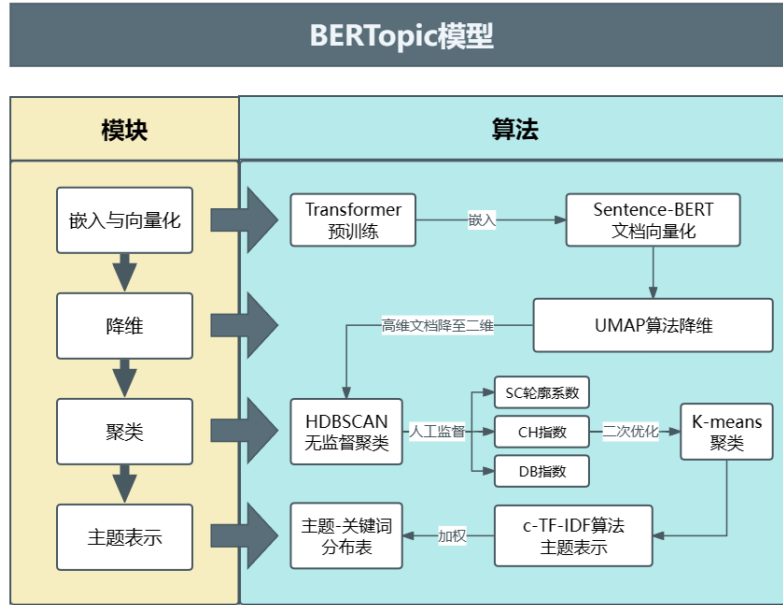 BERTopic模型
模块
算法
嵌入与向量化
Transformer
预训练
嵌入
Sentence-BERT
文档向量化
降维
高维文档降至二维
UMAP算法降维
聚类
HDBSCAN
无监督聚类
人工监督
SC轮廓系数
CH指数
DB指数
二次优化
K-means
聚类
主题表示
主题-关键词
分布表
加权
c-TF-IDF算法
主题表示